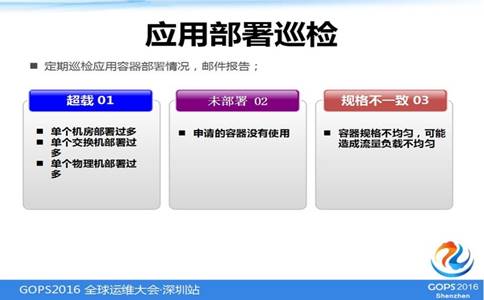 应用部署巡检
■ 定期巡检应用容器部署情况，邮件报告；
超载 01
■ 单个机房部署过多
■ 单个交换机部署过
多
■ 单个物理机部署过
多
未部署 02
■ 申请的容器没有使用
规格不一致 03
■ 容器规格不均匀，可能
造成流量负载不均匀
GOPS2016 全球运维大会·深圳站
GOPS2016
Shenzhen